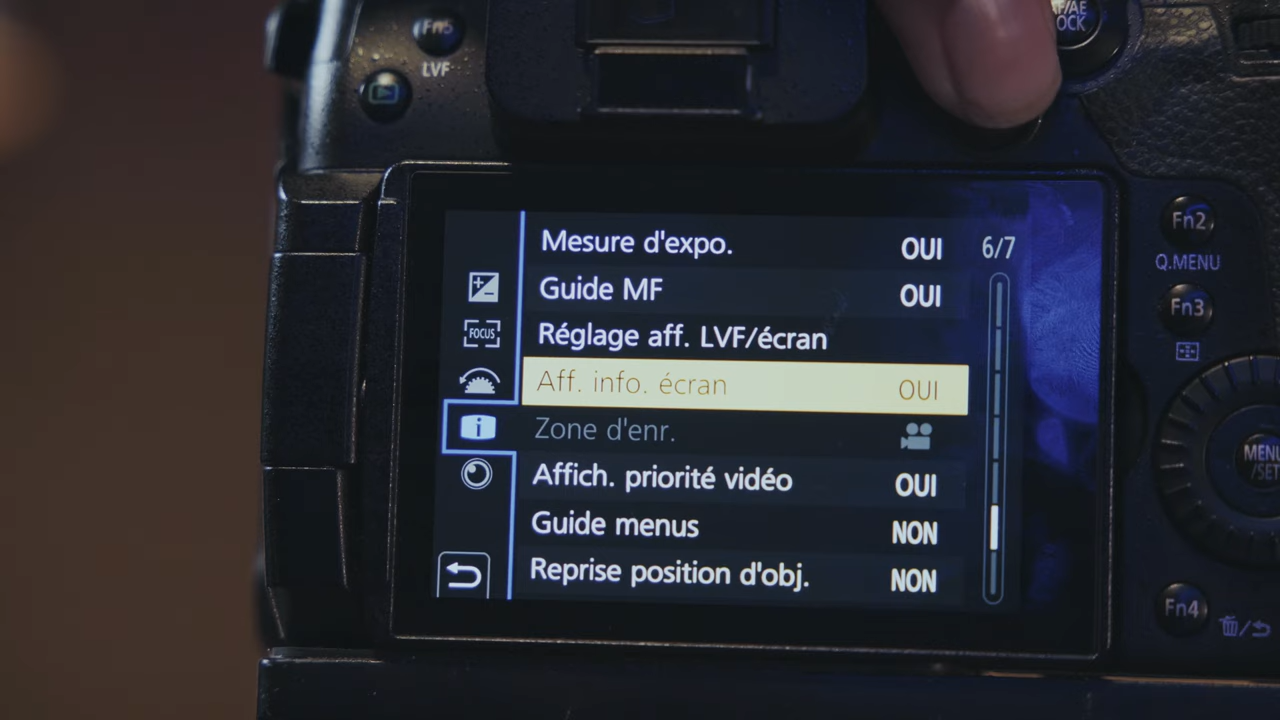 Fn5
LVF
AF/AE
LOCK
Mesure d'expo. OUI 6/7
Guide MF OUI
FOCUS
Réglage aff. LVF/écran
Aff. info. écran OUI
Zone d'enr.
Affich. priorité vidéo OUI
Guide menus NON
Reprise position d'obj. NON
Fn2
Q.MENU
Fn3
MENU
/SET
Fn4